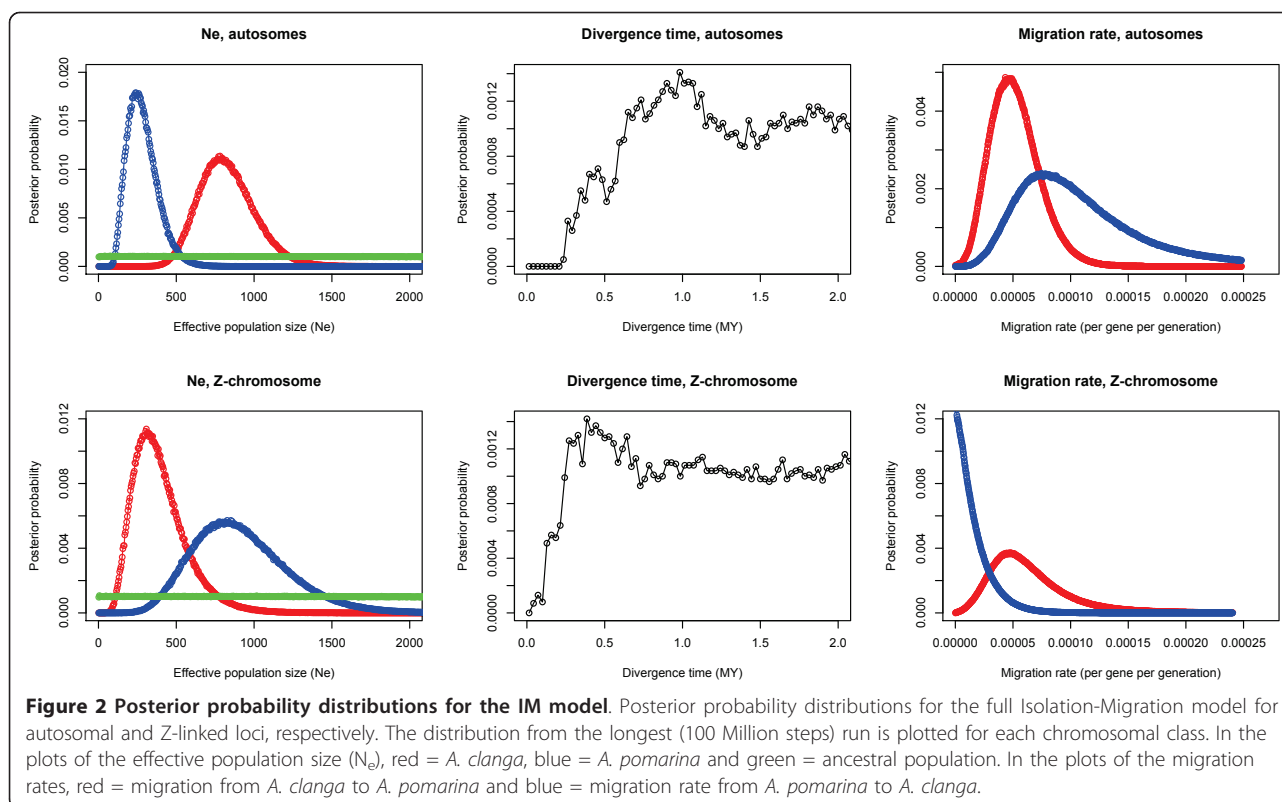 Ne, autosomes
Posterior probability
0.000 0.005 0.010 0.015 0.020
0 500 1000 1500 2000
Effective population size (Ne)
Divergence time, autosomes
Posterior probability
0.0000 0.0004 0.0008 0.0012
0.0 0.5 1.0 1.5 2.0
Divergence time (MY)
Migration rate, autosomes
Posterior probability
0.000 0.002 0.004
0.00000 0.00005 0.00010 0.00015 0.00020 0.00025
Migration rate (per gene per generation)
Ne, Z-chromosome
Posterior probability
0.000 0.004 0.008 0.012
0 500 1000 1500 2000
Effective population size (Ne)
Divergence time, Z-chromosome
Posterior probability
0.0000 0.0004 0.0008 0.0012
0.0 0.5 1.0 1.5 2.0
Divergence time (MY)
Migration rate, Z-chromosome
Posterior probability
0.000 0.004 0.008 0.012
0.00000 0.00005 0.00010 0.00015 0.00020 0.00025
Migration rate (per gene per generation)
Figure 2 Posterior probability distributions for the IM model. Posterior probability distributions for the full Isolation-Migration model for
autosomal and Z-linked loci, respectively. The distribution from the longest (100 Million steps) run is plotted for each chromosomal class. In the
plots of the effective population size (Ne), red = A. clanga, blue = A. pomarina and green = ancestral population. In the plots of the migration
rates, red = migration from A. clanga to A. pomarina and blue = migration rate from A. pomarina to A. clanga.